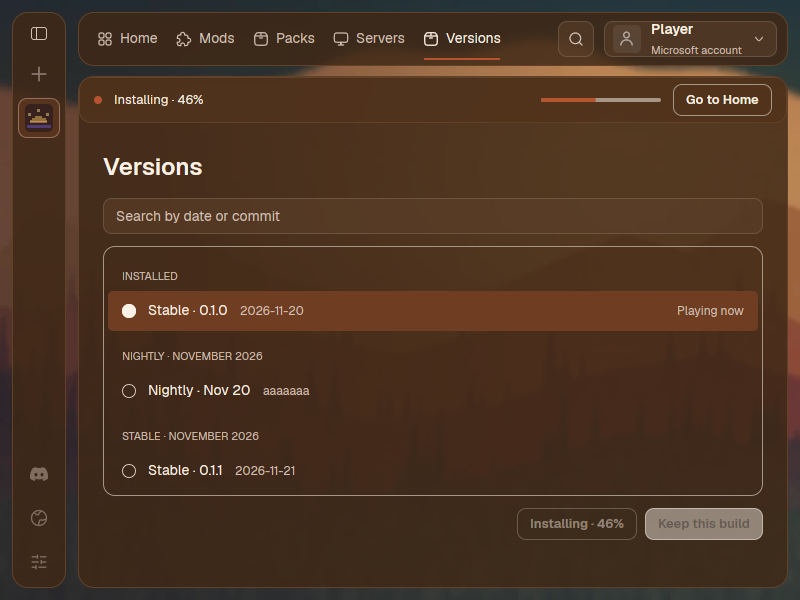 Home
Mods
Packs
Servers
Versions
Player
Microsoft account
Installing · 46%
Go to Home
Versions
Search by date or commit
INSTALLED
Stable · 0.1.0 2026-11-20 Playing now
NIGHTLY · NOVEMBER 2026
Nightly · Nov 20 aaaaaaa
STABLE · NOVEMBER 2026
Stable · 0.1.1 2026-11-21
Installing · 46%
Keep this build